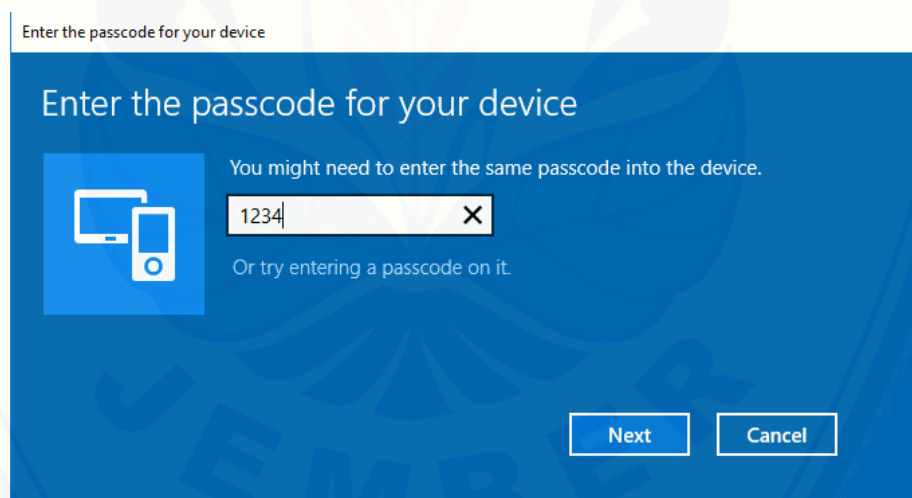 Enter the passcode for your device
Enter the passcode for your device
You might need to enter the same passcode into the device.
1234
Or try entering a passcode on it.
Next Cancel
JEMBER